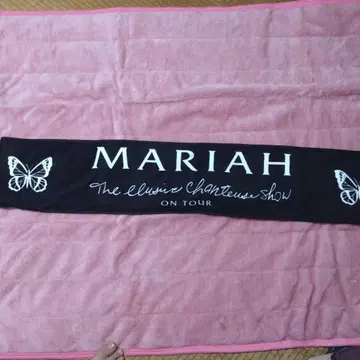 MARIAH
The Elusive Chanteuse Show
ON TOUR